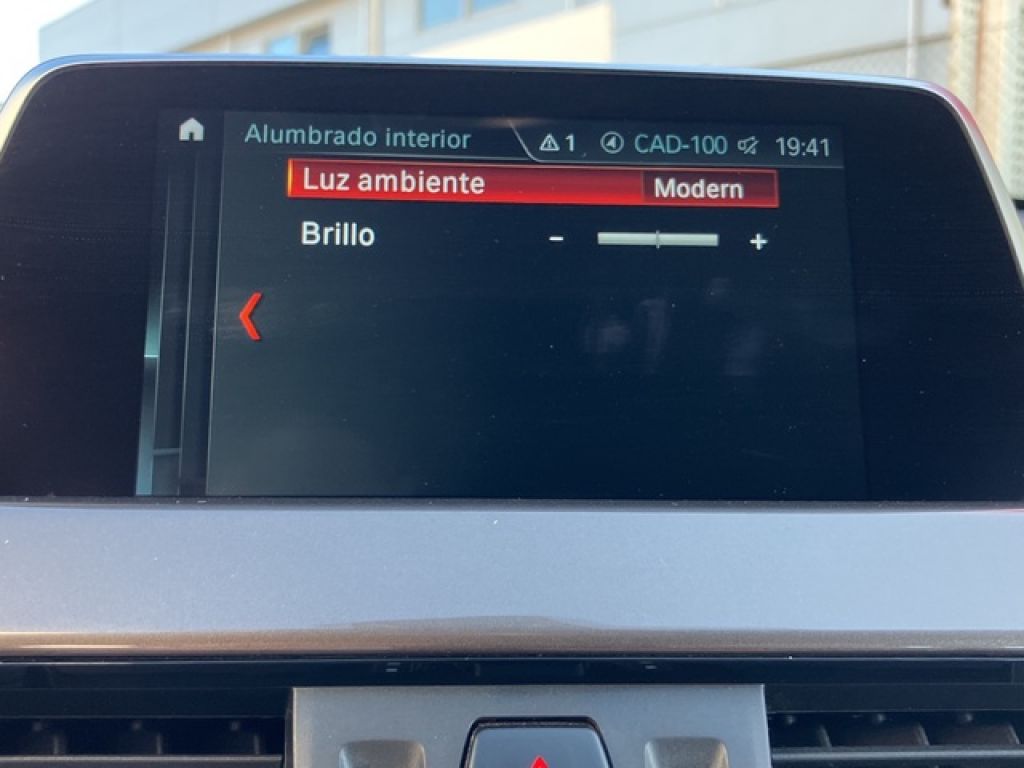 Alumbrado interior 1 CAD-100 19:41
Luz ambiente Modern
Brillo - +